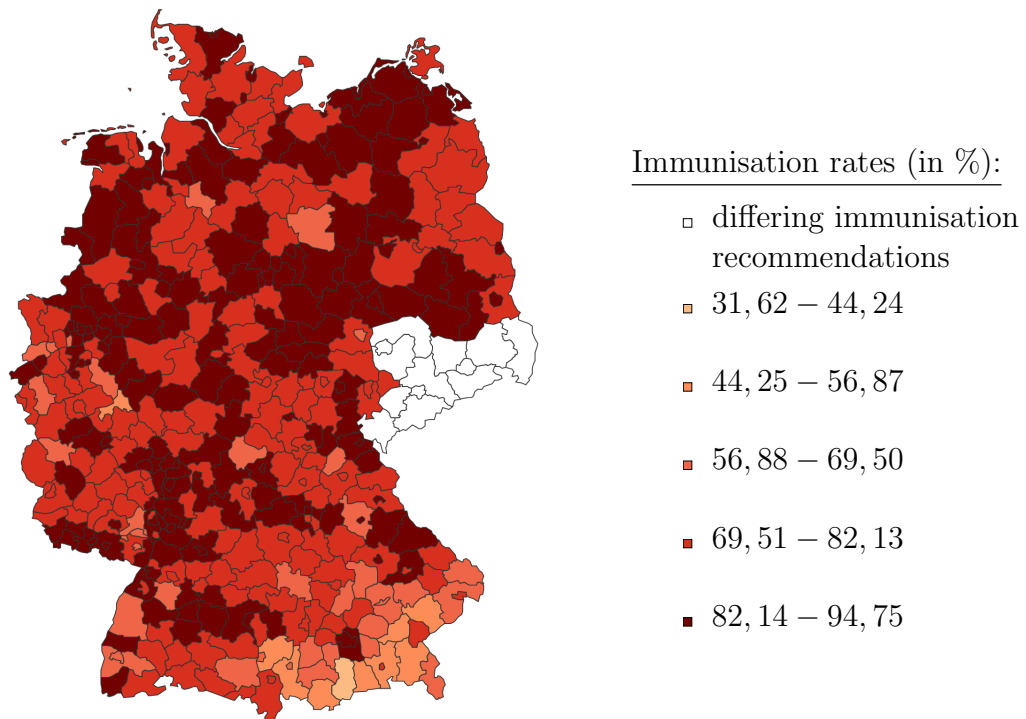 Immunisation rates (in %):
differing immunisation
recommendations
31, 62 − 44, 24
44, 25 − 56, 87
56, 88 − 69, 50
69, 51 − 82, 13
82, 14 − 94, 75